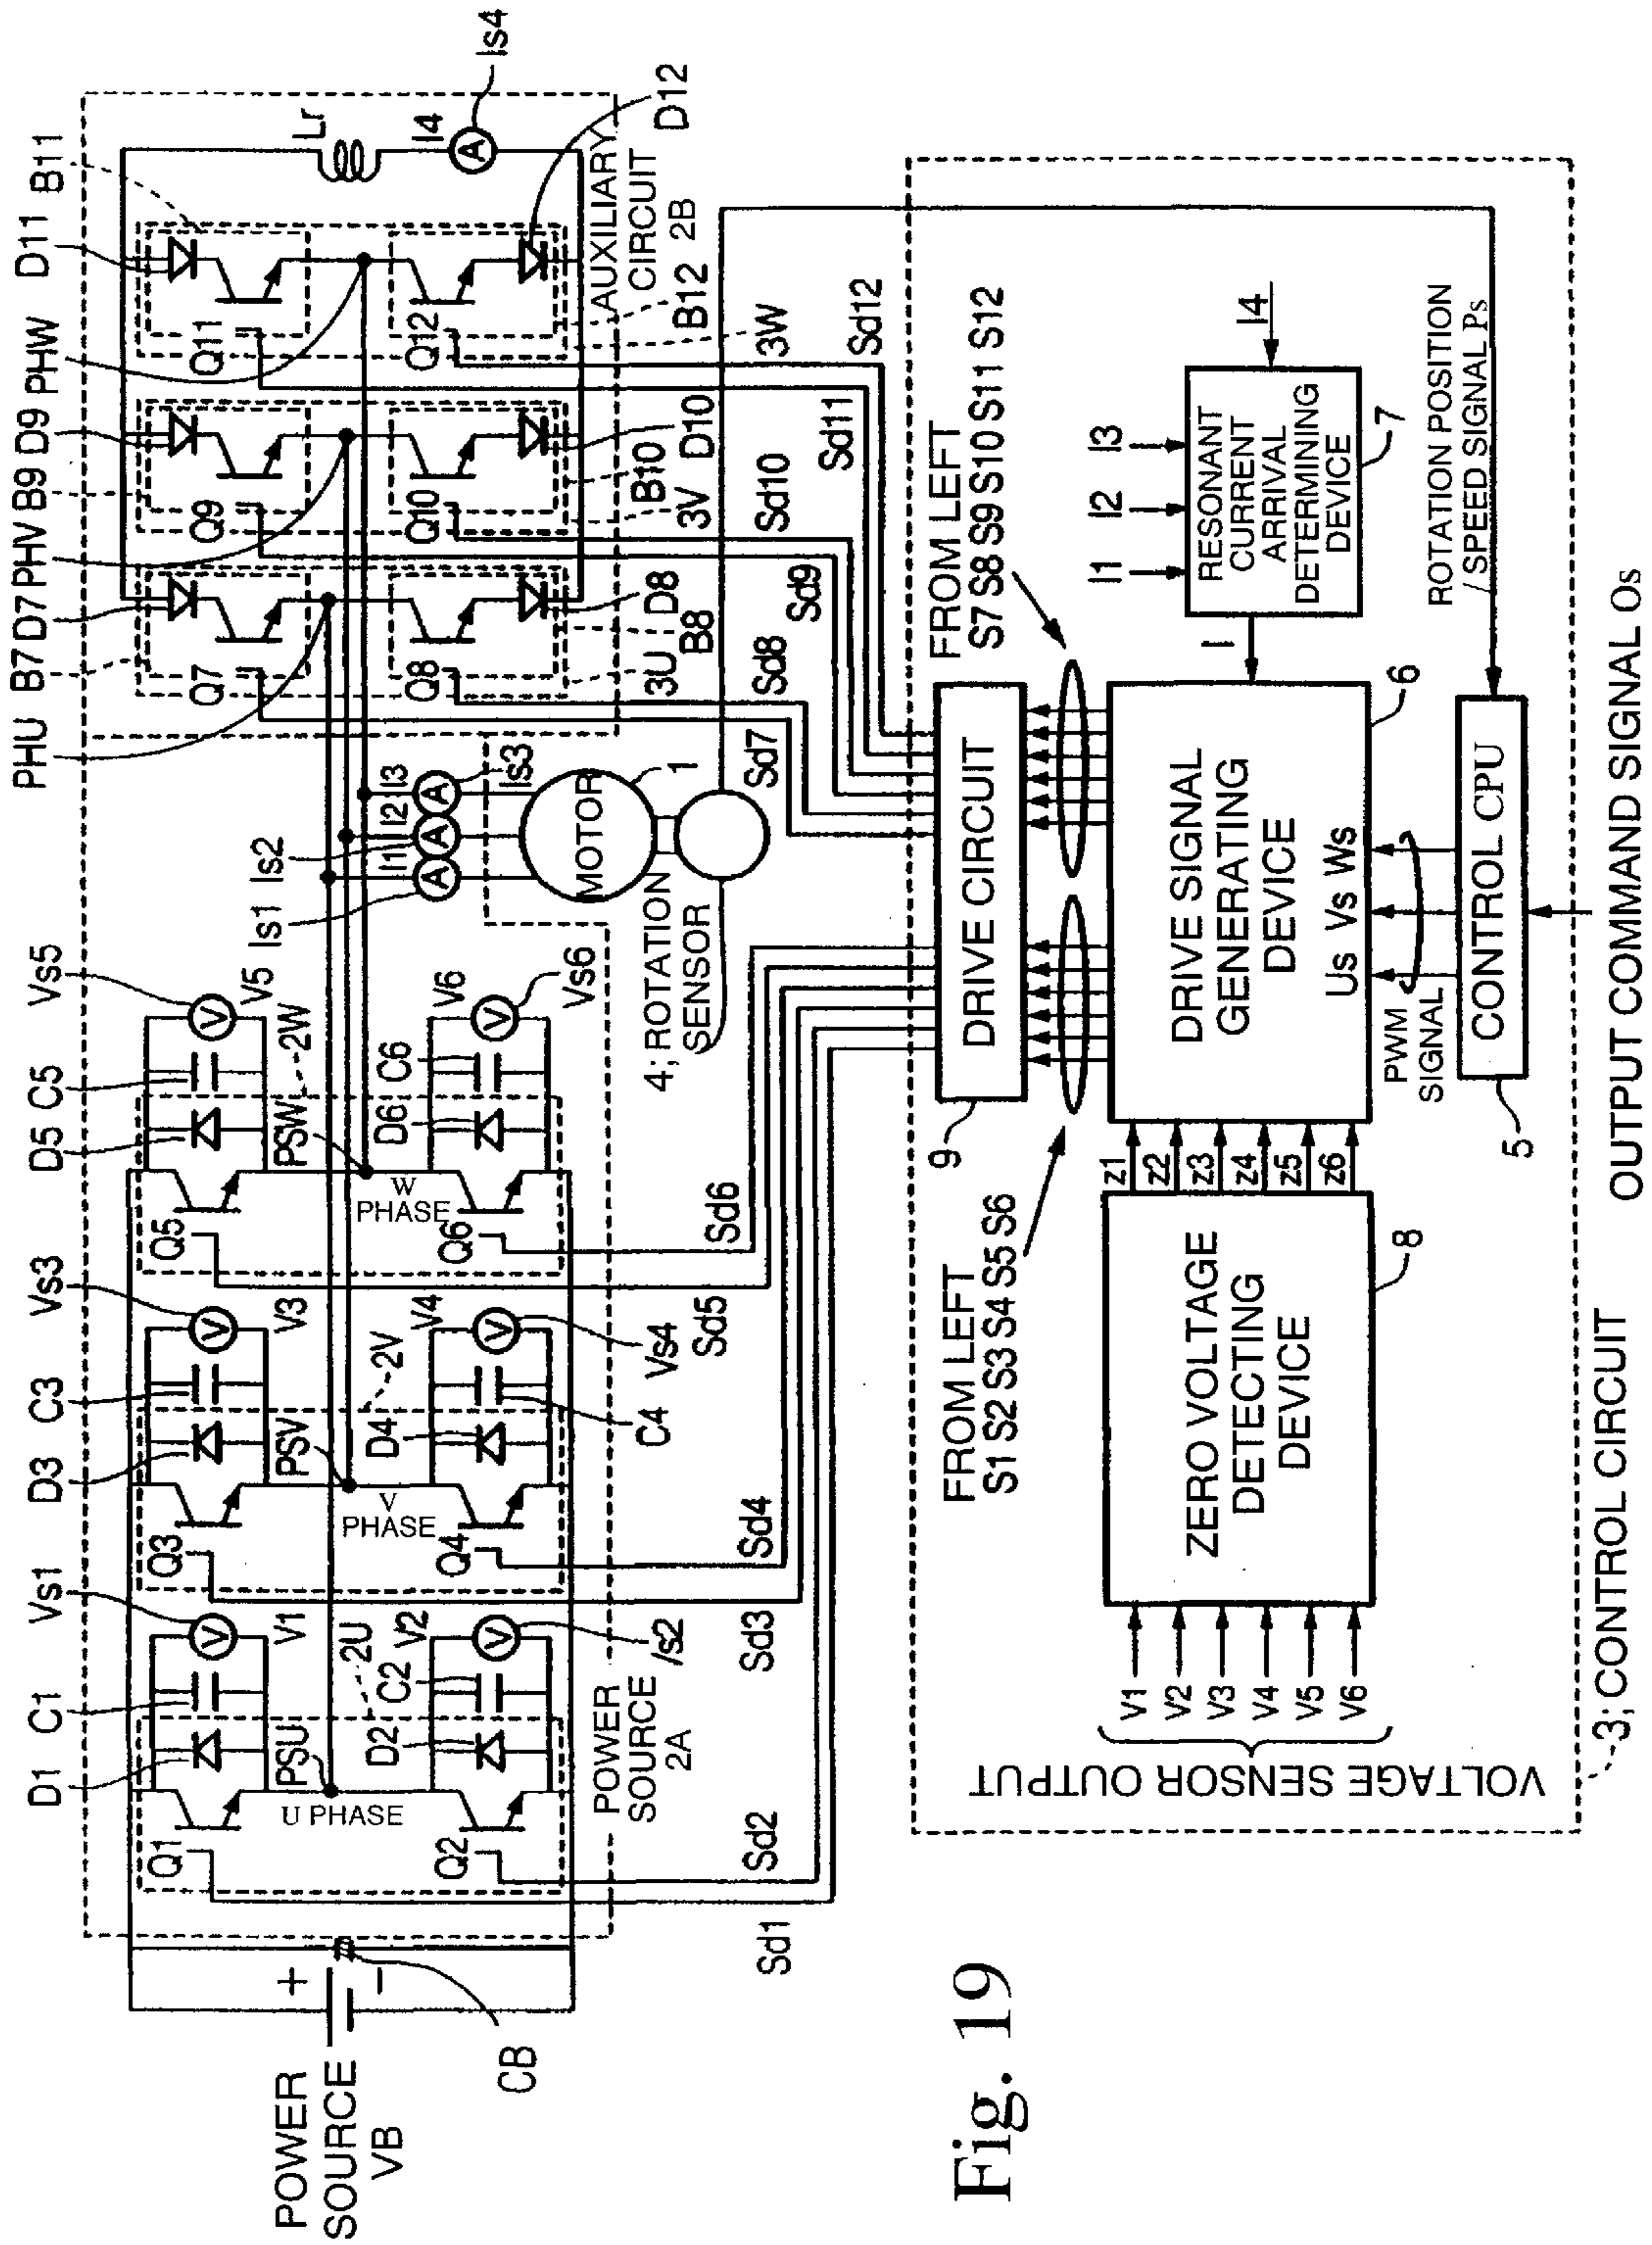 Vs1 Vs3 Vs5
D1 C1 D3 C3 D5 C5
PHU B7 D7 PHV B9 D9 PHW D11 B11
Q1 V1 Q3 V3 Q5 V5
Q7 Q9 Q11
Is1 Is2 I1 I2 I3 Is3
Lr
I4
Is4
A A A A
V V V V V V
PSU 2U PSV 2V PSW 2W
U PHASE
V
PHASE
W
PHASE
Q2 D2 C2 V2 Q4 D4 V4 Q6 D6 C6 V6
/s2 C4 Vs4 Vs6
Q8 Q10 Q12
+
−
POWER
SOURCE
VB
CB
POWER
SOURCE
2A
MOTOR
1
4; ROTATION
SENSOR
AUXILIARY
CIRCUIT
2B
D12
3U B8 D8 3V B10 D10 3W B12
Sd1 Sd2 Sd3 Sd4 Sd5 Sd6
Sd7 Sd8 Sd9 Sd10 Sd11 Sd12
9
DRIVE CIRCUIT
FROM LEFT
S1 S2 S3 S4 S5 S6
FROM LEFT
S7 S8 S9 S10 S11 S12
VOLTAGE SENSOR OUTPUT
V1
V2
V3
V4
V5
V6
ZERO VOLTAGE
DETECTING
DEVICE
8
z1
z2
z3
z4
z5
z6
DRIVE SIGNAL
GENERATING
DEVICE
Us Vs Ws
6
I
I1 I2 I3
I4
RESONANT
CURRENT
ARRIVAL
DETERMINING
DEVICE
7
PWM
SIGNAL
CONTROL CPU
5
ROTATION POSITION
/ SPEED SIGNAL Ps
OUTPUT COMMAND SIGNAL Os
3; CONTROL CIRCUIT
Fig. 19